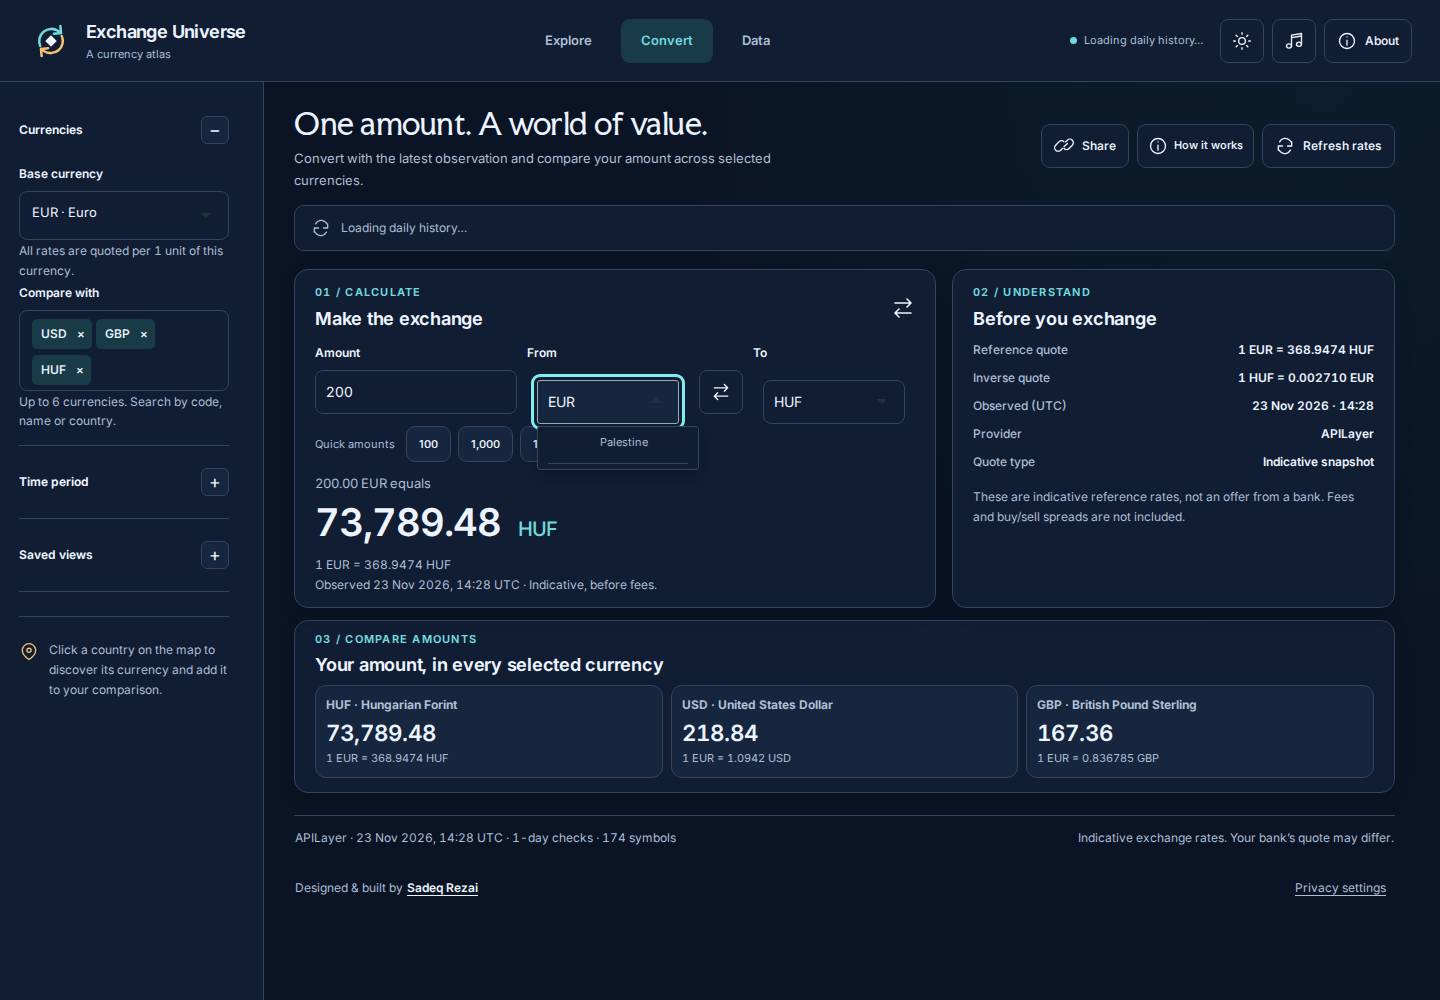 Exchange Universe
A currency atlas
Explore
Convert
Data
Loading daily history...
About
Currencies
−
Base currency
EUR · Euro
All rates are quoted per 1 unit of this
currency.
Compare with
USD × GBP ×
HUF ×
Up to 6 currencies. Search by code,
name or country.
Time period
+
Saved views
+
Click a country on the map to
discover its currency and add it
to your comparison.
One amount. A world of value.
Convert with the latest observation and compare your amount across selected
currencies.
Share
How it works
Refresh rates
Loading daily history...
01 / CALCULATE
Make the exchange
Amount
From
To
200
EUR
HUF
Palestine
Quick amounts 100 1,000 1
200.00 EUR equals
73,789.48 HUF
1 EUR = 368.9474 HUF
Observed 23 Nov 2026, 14:28 UTC · Indicative, before fees.
02 / UNDERSTAND
Before you exchange
Reference quote 1 EUR = 368.9474 HUF
Inverse quote 1 HUF = 0.002710 EUR
Observed (UTC) 23 Nov 2026 · 14:28
Provider APILayer
Quote type Indicative snapshot
These are indicative reference rates, not an offer from a bank. Fees
and buy/sell spreads are not included.
03 / COMPARE AMOUNTS
Your amount, in every selected currency
HUF · Hungarian Forint
73,789.48
1 EUR = 368.9474 HUF
USD · United States Dollar
218.84
1 EUR = 1.0942 USD
GBP · British Pound Sterling
167.36
1 EUR = 0.836785 GBP
APILayer · 23 Nov 2026, 14:28 UTC · 1-day checks · 174 symbols
Indicative exchange rates. Your bank's quote may differ.
Designed & built by Sadeq Rezai
Privacy settings